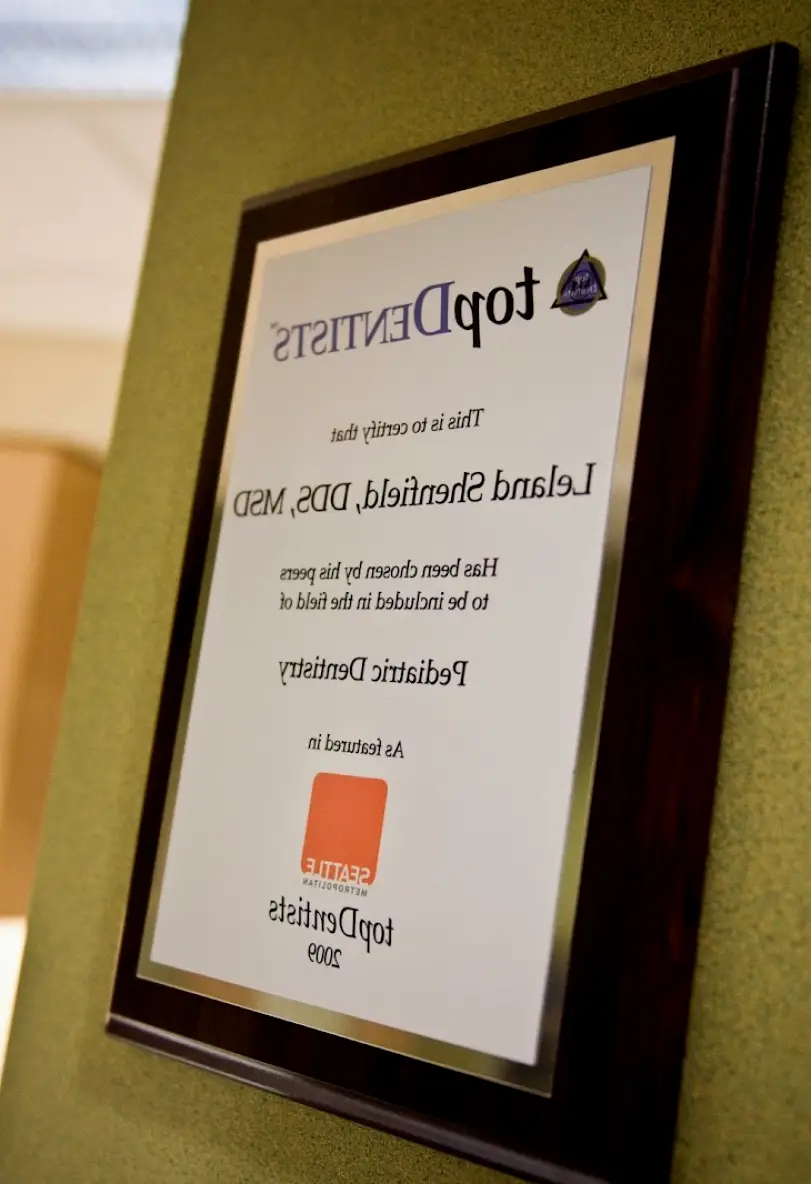 topDENTISTS™
This is to certify that
Leland Shenfield, DDS, MSD
Has been chosen by his peers
to be included in the field of
Pediatric Dentistry
As featured in
SEATTLE
METROPOLITAN
topDentists
2009